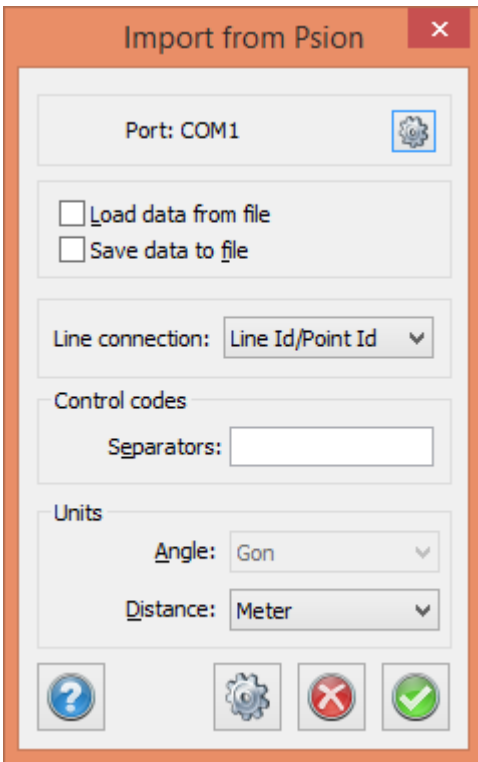 Import from Psion
Port: COM1
Load data from file
Save data to file
Line connection: Line Id/Point Id
Control codes
Separators:
Units
Angle: Gon
Distance: Meter